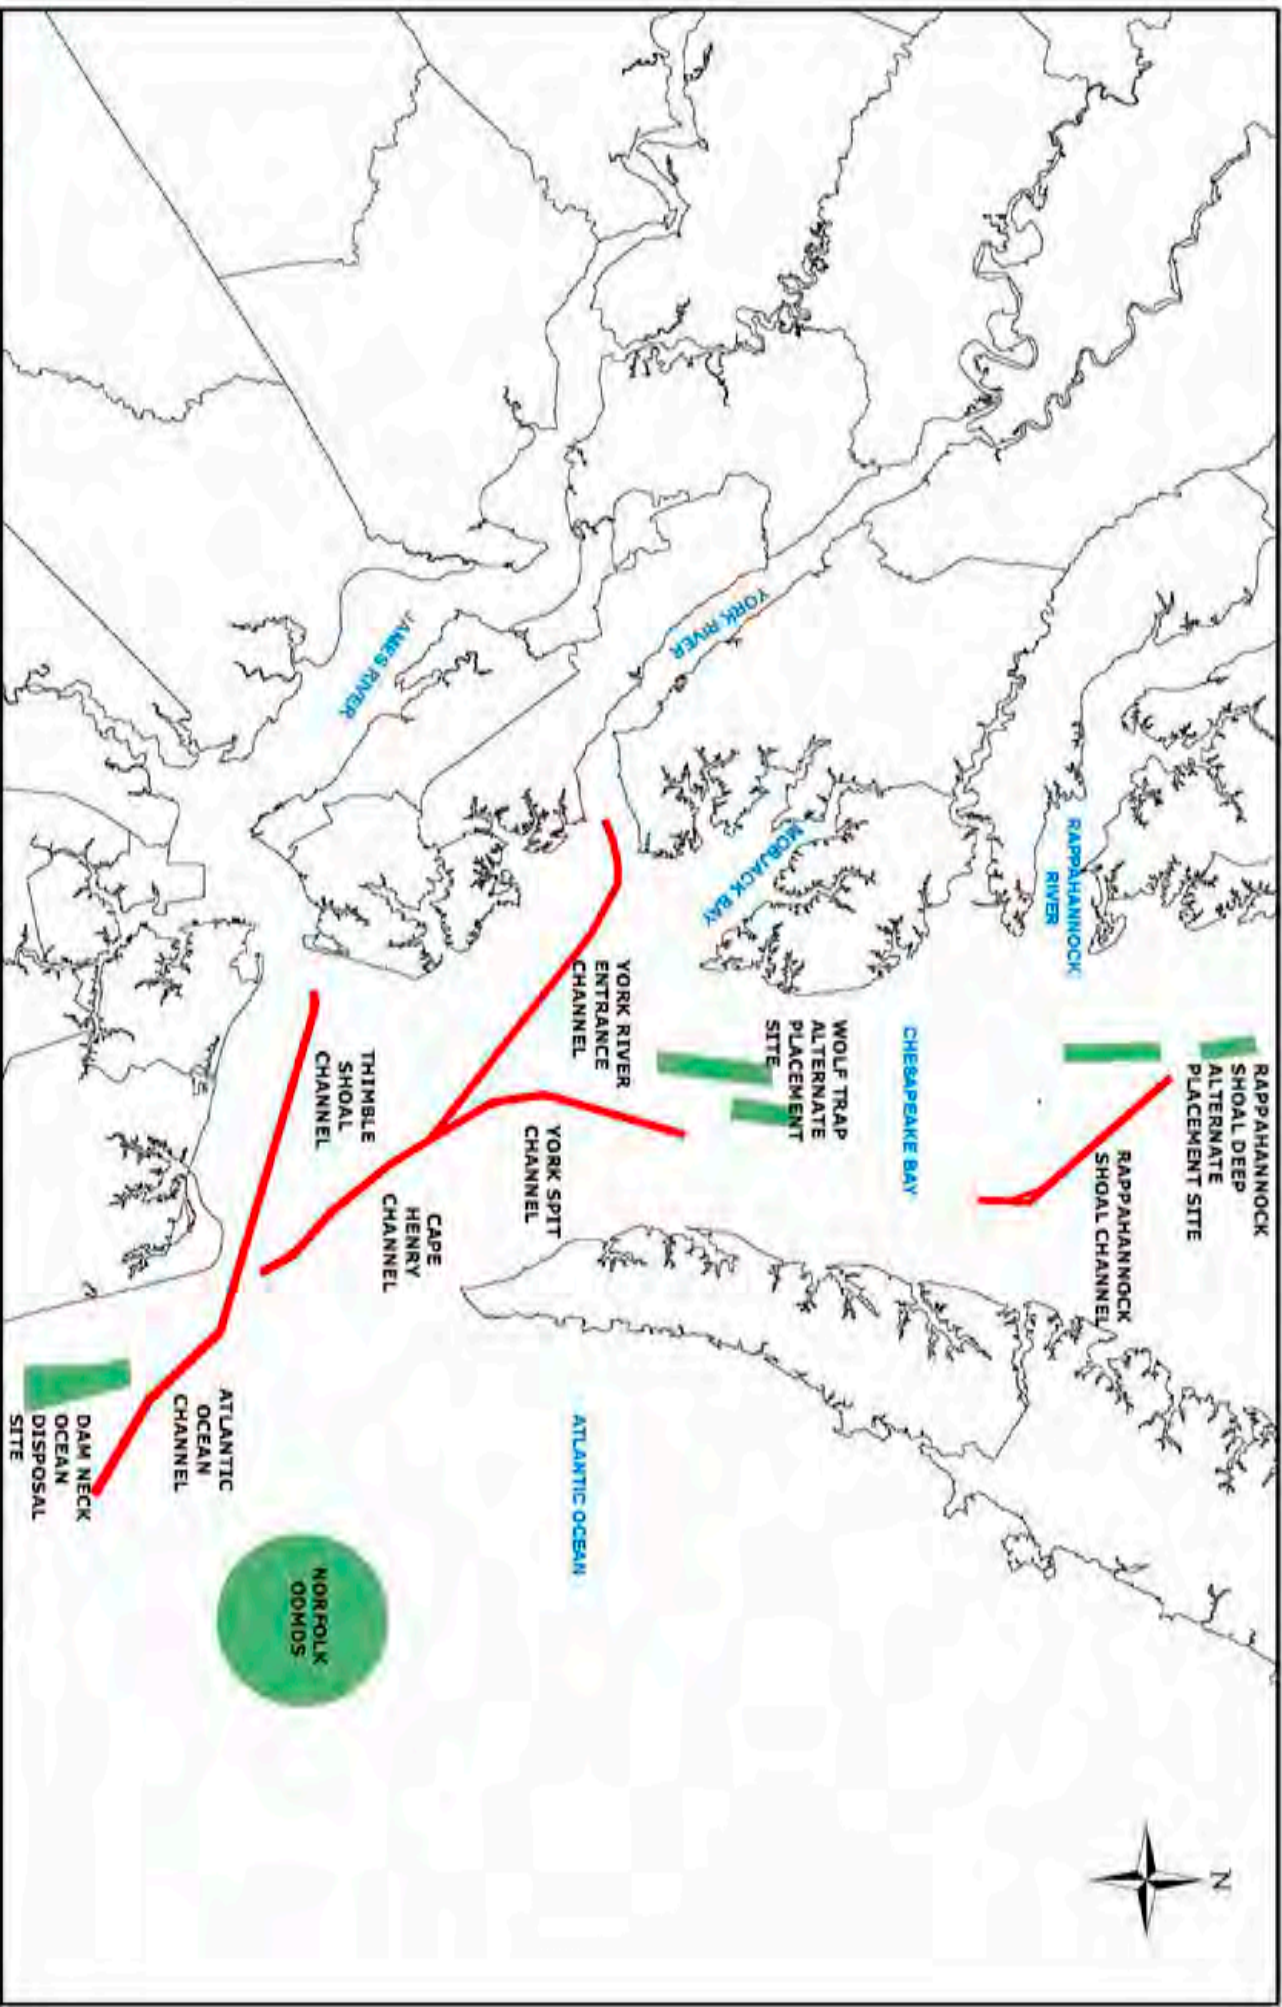 RAPPAHANNOCK
SHOAL DEEP
ALTERNATE
PLACEMENT SITE
RAPPAHANNOCK
RIVER
RAPPAHANNOCK
SHOAL CHANNEL
N
CHESAPEAKE BAY
WOLF TRAP
ALTERNATE
PLACEMENT
SITE
MOBJACK BAY
YORK RIVER
YORK RIVER
ENTRANCE
CHANNEL
YORK SPIT
CHANNEL
ATLANTIC OCEAN
JAMES RIVER
CAPE
HENRY
CHANNEL
THIMBLE
SHOAL
CHANNEL
NORFOLK
ODMDS
ATLANTIC
OCEAN
CHANNEL
DAM NECK
OCEAN
DISPOSAL
SITE